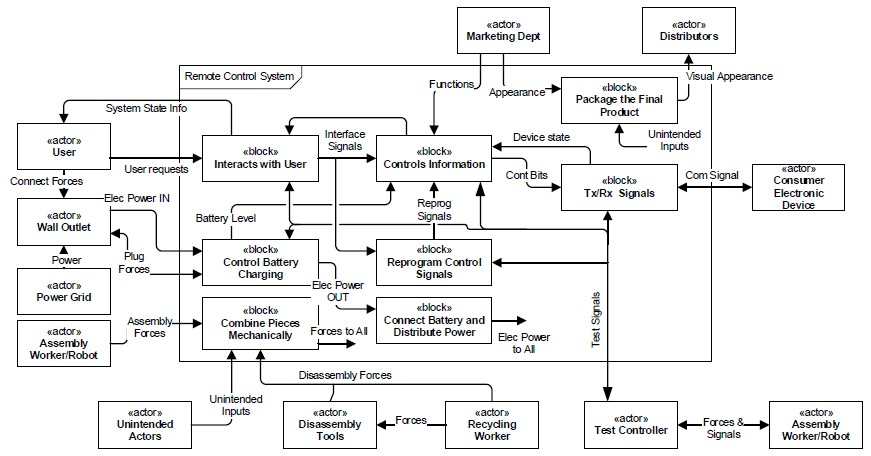 «actor»
Marketing Dept
«actor»
Distributors
Remote Control System
Functions
Appearance
«block»
Package the Final
Product
Visual Appearance
System State Info
«actor»
User
User requests
«block»
Interacts with User
Interface
Signals
«block»
Controls Information
Device state
Unintended
Inputs
Cont Bits
«block»
Tx/Rx Signals
Com Signal
«actor»
Consumer
Electronic
Device
Connect Forces
Elec Power IN
Battery Level
Reprog
Signals
«actor»
Wall Outlet
Plug
Forces
Power
«block»
Control Battery
Charging
«block»
Reprogram Control
Signals
«actor»
Power Grid
Elec Power
OUT
«actor»
Assembly
Worker/Robot
Assembly
Forces
«block»
Combine Pieces
Mechanically
Forces to All
«block»
Connect Battery and
Distribute Power
Elec Power
to All
Test Signals
Disassembly Forces
Unintended
Inputs
«actor»
Unintended
Actors
«actor»
Disassembly
Tools
Forces
«actor»
Recycling
Worker
«actor»
Test Controller
Forces &
Signals
«actor»
Assembly
Worker/Robot